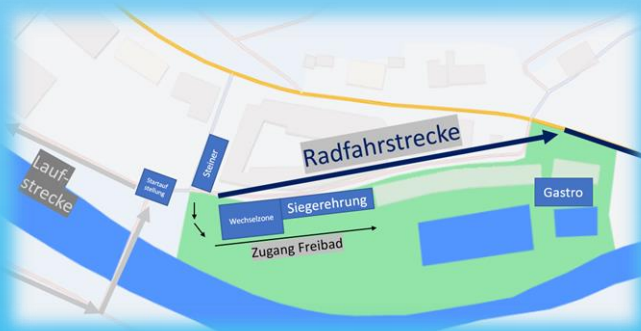 Radfahrstrecke
Steiner
Lauf-
strecke
Startauf
stellung
Siegerehrung
Wechselzone
Gastro
Zugang Freibad